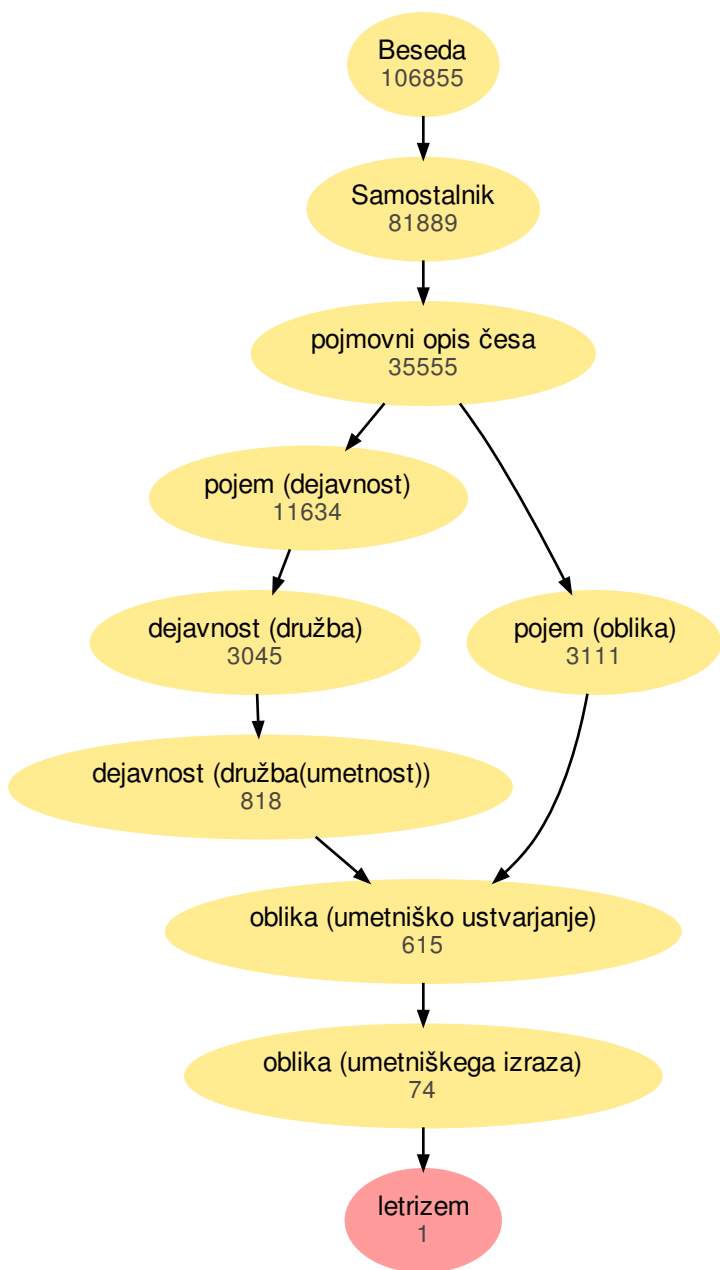 Beseda
106855
Samostalnik
81889
pojmovni opis česa
35555
pojem (dejavnost)
11634
dejavnost (družba)
3045
pojem (oblika)
3111
dejavnost (družba(umetnost))
818
oblika (umetniško ustvarjanje)
615
oblika (umetniškega izraza)
74
letrizem
1